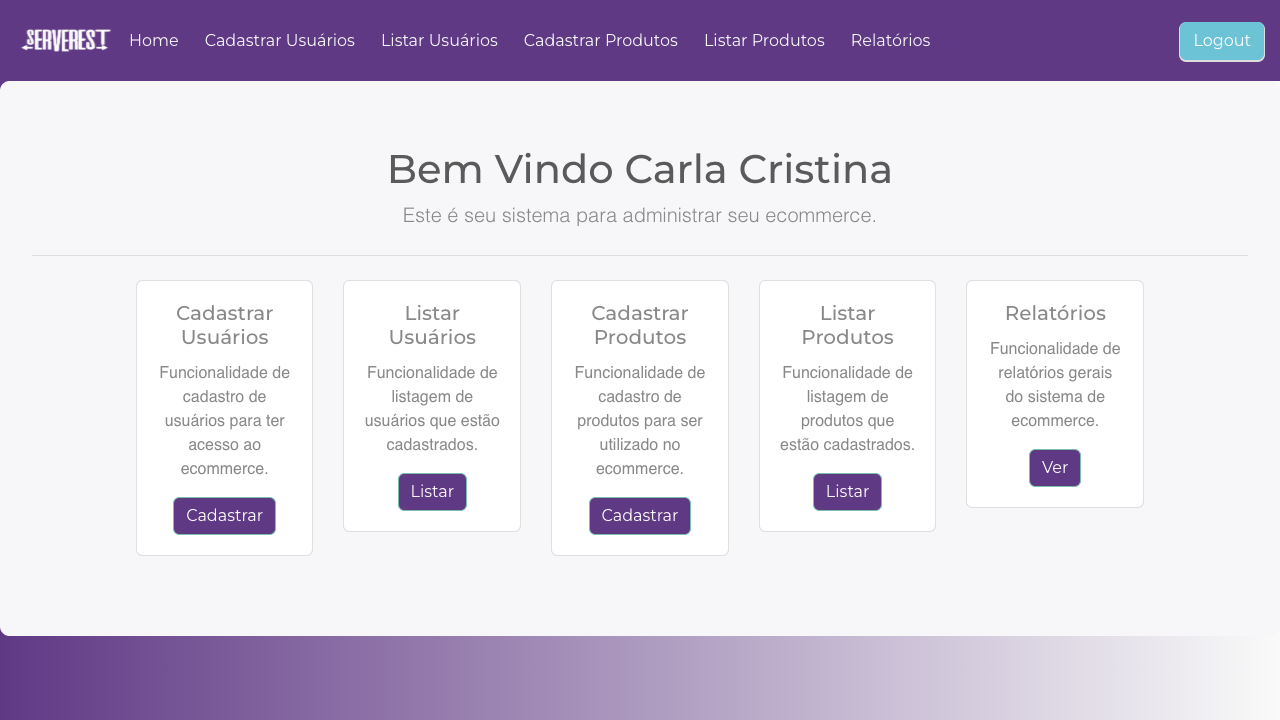 SERVEREST Home Cadastrar Usuários Listar Usuários Cadastrar Produtos Listar Produtos Relatórios Logout
Bem Vindo Carla Cristina
Este é seu sistema para administrar seu ecommerce.
Cadastrar
Usuários
Funcionalidade de
cadastro de
usuários para ter
acesso ao
ecommerce.
Cadastrar
Listar
Usuários
Funcionalidade de
listagem de
usuários que estão
cadastrados.
Listar
Cadastrar
Produtos
Funcionalidade de
cadastro de
produtos para ser
utilizado no
ecommerce.
Cadastrar
Listar
Produtos
Funcionalidade de
listagem de
produtos que
estão cadastrados.
Listar
Relatórios
Funcionalidade de
relatórios gerais
do sistema de
ecommerce.
Ver